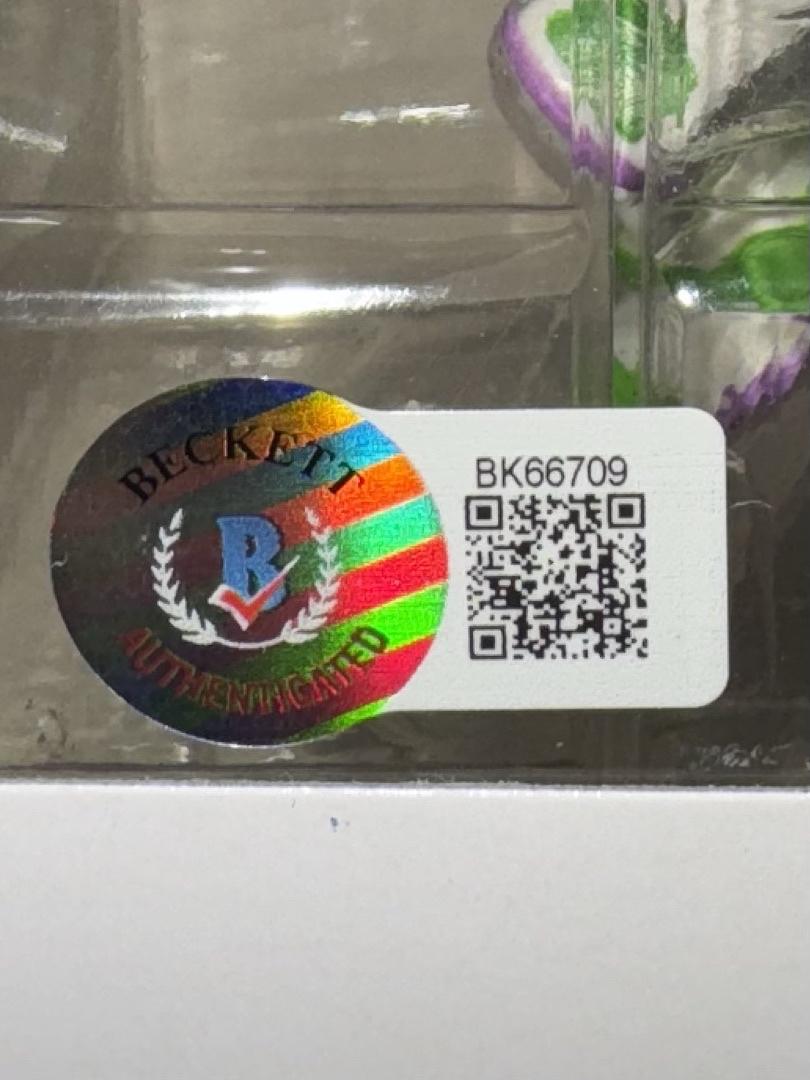 BECKETT
B
AUTHENTICATED
BK66709